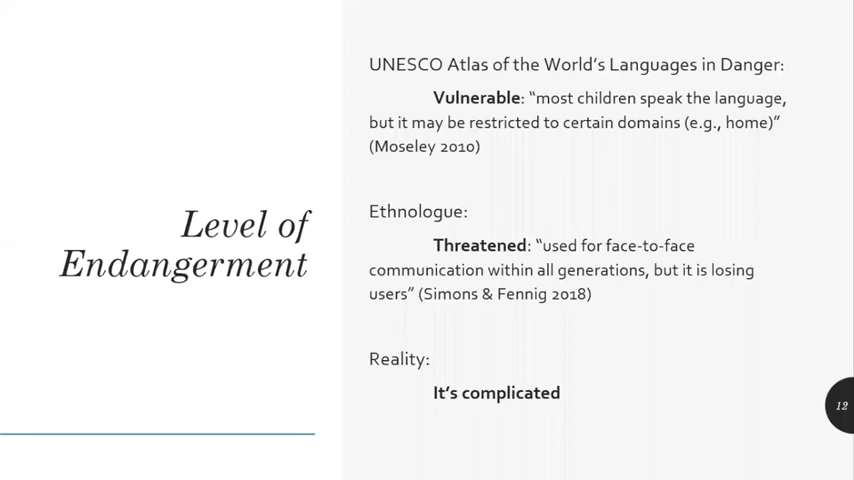 Level of
Endangerment
UNESCO Atlas of the World’s Languages in Danger:
Vulnerable: “most children speak the language,
but it may be restricted to certain domains (e.g., home)”
(Moseley 2010)
Ethnologue:
Threatened: “used for face-to-face
communication within all generations, but it is losing
users” (Simons & Fennig 2018)
Reality:
It’s complicated
12